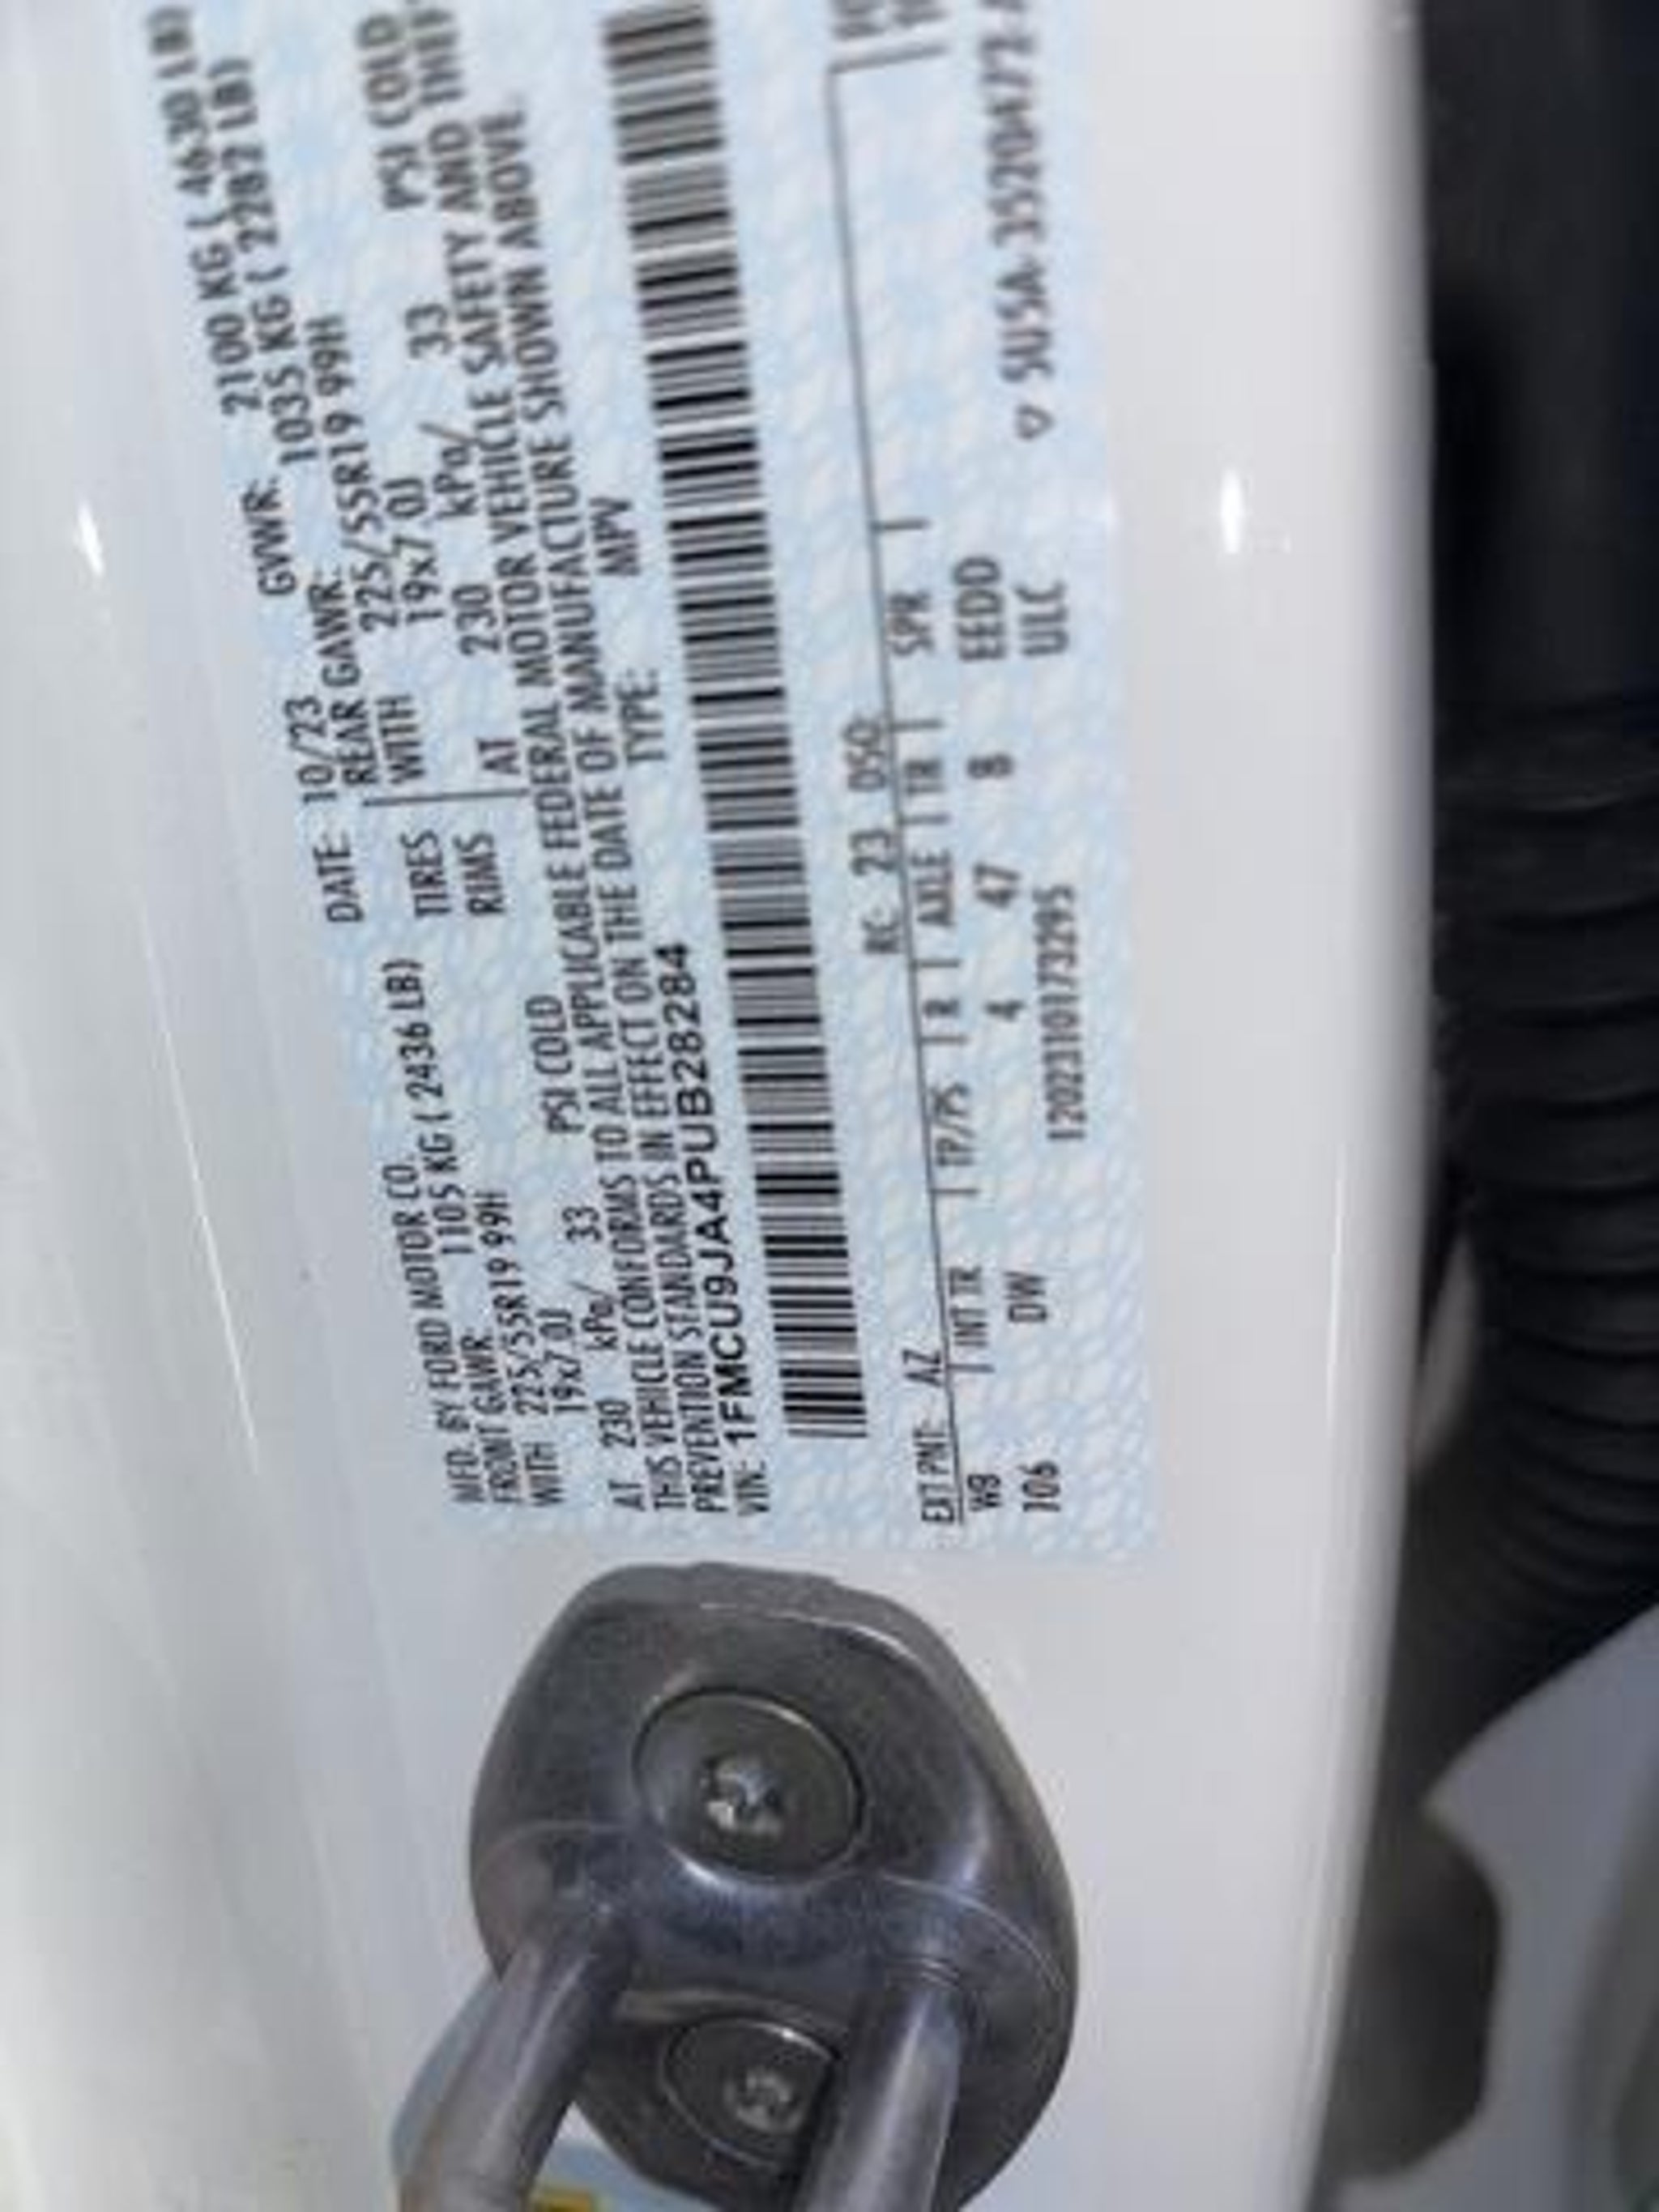 MFD. BY FORD MOTOR CO. DATE: 10/23 GVWR: 2100 KG ( 4630 LB)
FRONT GAWR: 1105 KG ( 2436 LB) REAR GAWR: 1035 KG ( 2282 LB)
WITH 225/55R19 99H TIRES WITH 225/55R19 99H
19x7.0J RIMS 19x7.0J
AT 230 kPa/ 33 PSI COLD AT 230 kPa/ 33 PSI COLD
THIS VEHICLE CONFORMS TO ALL APPLICABLE FEDERAL MOTOR VEHICLE SAFETY AND THEFT
PREVENTION STANDARDS IN EFFECT ON THE DATE OF MANUFACTURE SHOWN ABOVE.
VIN: 1FMCU9JA4PUB28284 TYPE: MPV
EXT PNT: AZ RC: 23 DSO:
WB INT TR TP/PS R AXLE TR SPR
106 DW 4 47 8 EEDD
12023101732995 ULC